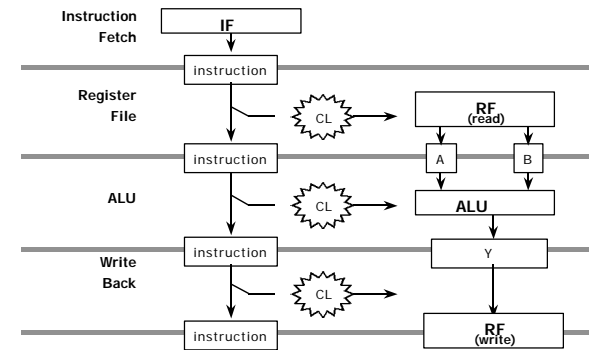 Instruction
Fetch
IF
instruction
Register
File
CL
RF
(read)
instruction
A
B
ALU
CL
ALU
instruction
Y
Write
Back
CL
instruction
RF
(write)